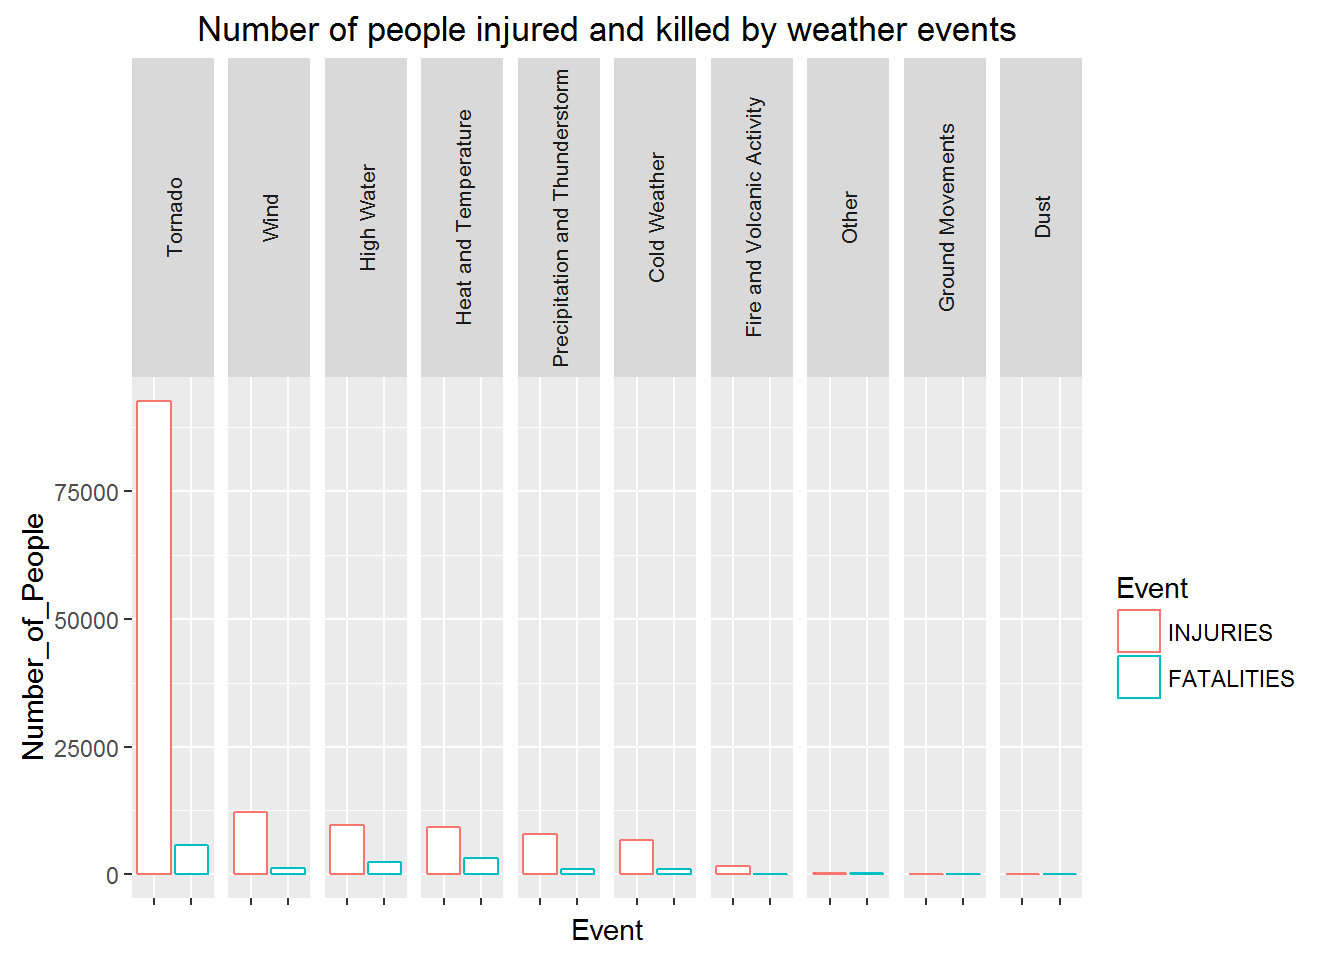 Number of people injured and killed by weather events
Tornado
Wind
High Water
Heat and Temperature
Precipitation and Thunderstorm
Cold Weather
Fire and Volcanic Activity
Other
Ground Movements
Dust
Number_of_People
75000
50000
25000
0
Event
Event
INJURIES
FATALITIES